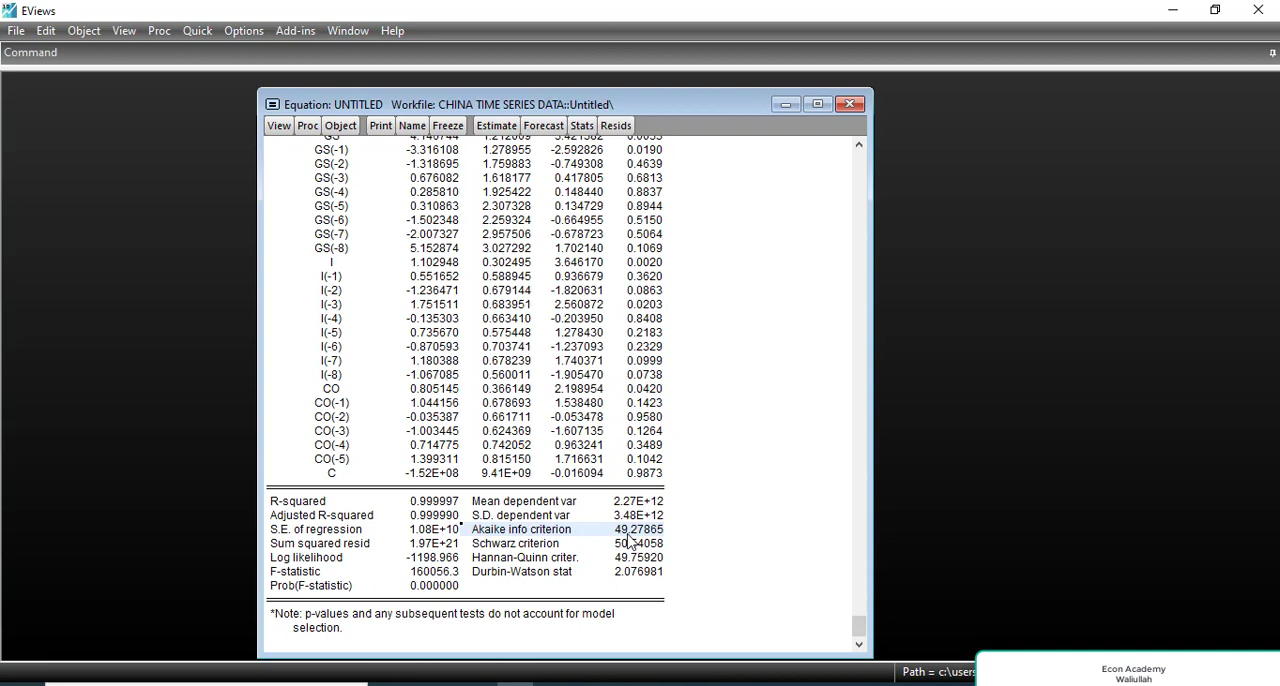 EViews
File Edit Object View Proc Quick Options Add-ins Window Help
Command
Equation: UNTITLED Workfile: CHINA TIME SERIES DATA::Untitled\
View Proc Object Print Name Freeze Estimate Forecast Stats Resids
GS(-1) -3.316108 1.278955 -2.592826 0.0190
GS(-2) -1.318695 1.759883 -0.749308 0.4639
GS(-3) 0.676082 1.618177 0.417805 0.6813
GS(-4) 0.285810 1.925422 0.148440 0.8837
GS(-5) 0.310863 2.307328 0.134729 0.8944
GS(-6) -1.502348 2.259324 -0.664955 0.5150
GS(-7) -2.007327 2.957506 -0.678723 0.5064
GS(-8) 5.152874 3.027292 1.702140 0.1069
I 1.102948 0.302495 3.646170 0.0020
I(-1) 0.551652 0.588945 0.936679 0.3620
I(-2) -1.236471 0.679144 -1.820631 0.0863
I(-3) 1.751511 0.683951 2.560872 0.0203
I(-4) -0.135303 0.663410 -0.203950 0.8408
I(-5) 0.735670 0.575448 1.278430 0.2183
I(-6) -0.870593 0.703741 -1.237093 0.2329
I(-7) 1.180388 0.678239 1.740371 0.0999
I(-8) -1.067085 0.560011 -1.905470 0.0738
CO 0.805145 0.366149 2.198954 0.0420
CO(-1) 1.044156 0.678693 1.538480 0.1423
CO(-2) -0.035387 0.661711 -0.053478 0.9580
CO(-3) -1.003445 0.624369 -1.607135 0.1264
CO(-4) 0.714775 0.742052 0.963241 0.3489
CO(-5) 1.399311 0.815150 1.716631 0.1042
C -1.52E+08 9.41E+09 -0.016094 0.9873
R-squared 0.999997 Mean dependent var 2.27E+12
Adjusted R-squared 0.999990 S.D. dependent var 3.48E+12
S.E. of regression 1.08E+10 Akaike info criterion 49.27865
Sum squared resid 1.97E+21 Schwarz criterion
Log likelihood -1198.966 Hannan-Quinn criter. 49.75920
F-statistic 160056.3 Durbin-Watson stat 2.076981
Prob(F-statistic) 0.000000
*Note: p-values and any subsequent tests do not account for model
selection.
Path = c:\users
Econ Academy
Waliullah